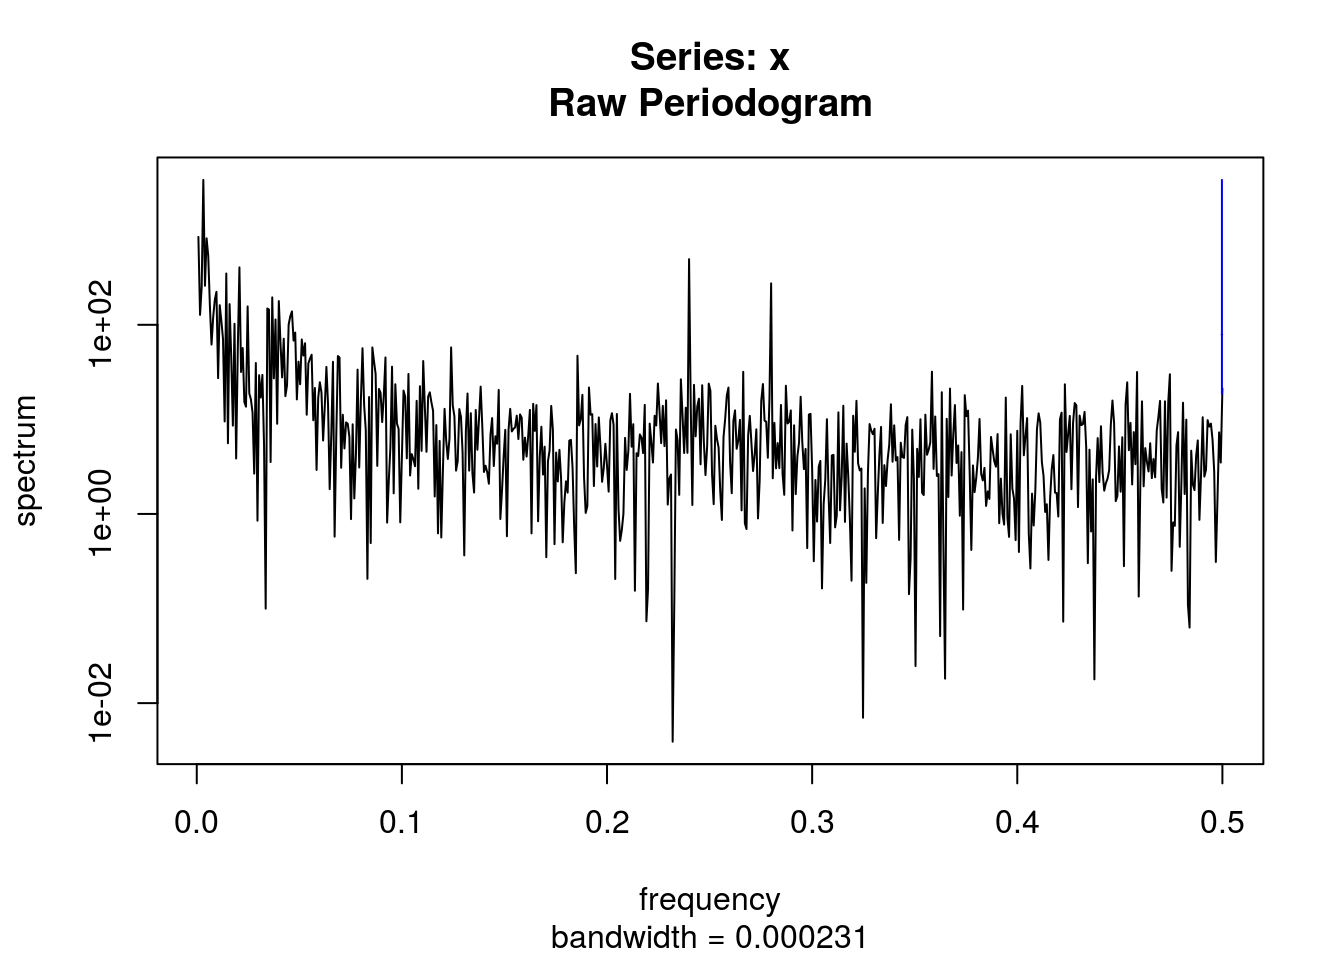 Series: x
Raw Periodogram
spectrum
1e+02
1e+00
1e-02
0.0 0.1 0.2 0.3 0.4 0.5
frequency
bandwidth = 0.000231